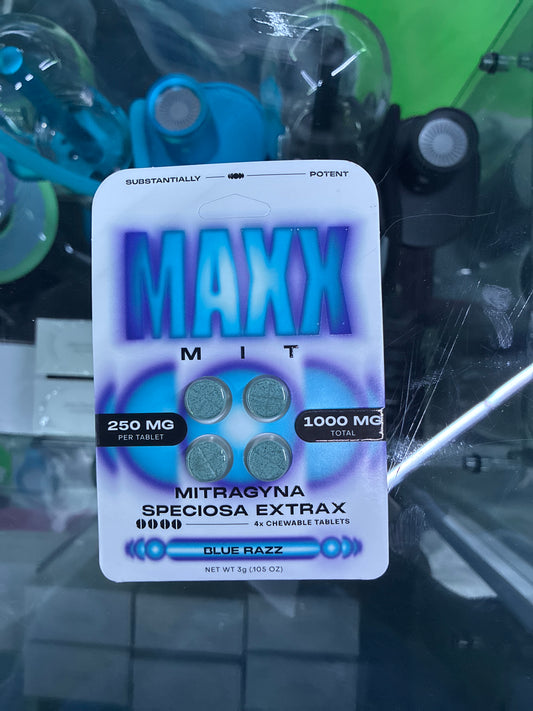 SUBSTANTIALLY POTENT
MAXX
MIT
250 MG
PER TABLET
1000 MG
TOTAL
MITRAGYNA
SPECIOSA EXTRAX
4x CHEWABLE TABLETS
BLUE RAZZ
NET WT 3g (.105 OZ)